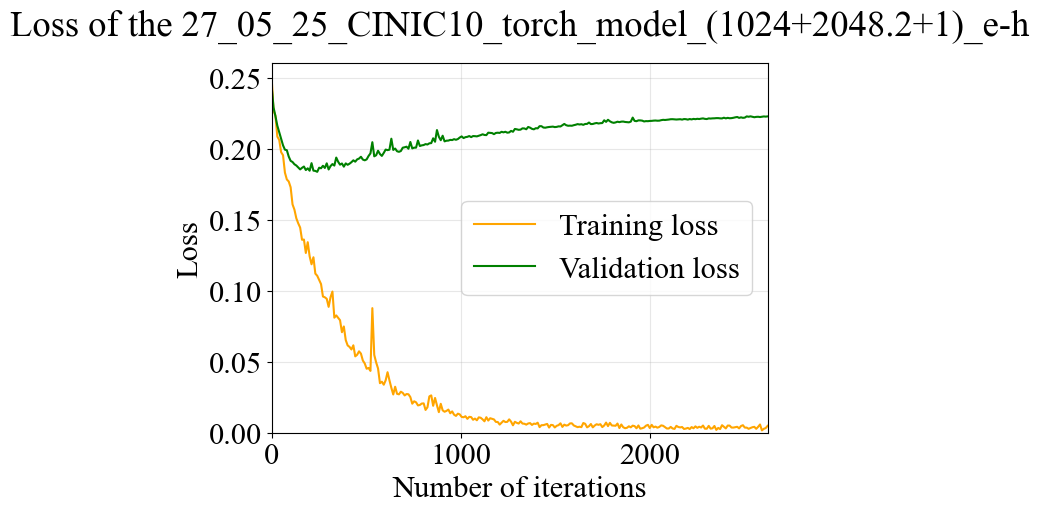 Loss of the 27_05_25_CINIC10_torch_model_(1024+2048.2+1)_e-h
0.25
0.20
0.15
0.10
0.05
0.00
Loss
Training loss
Validation loss
0 1000 2000
Number of iterations